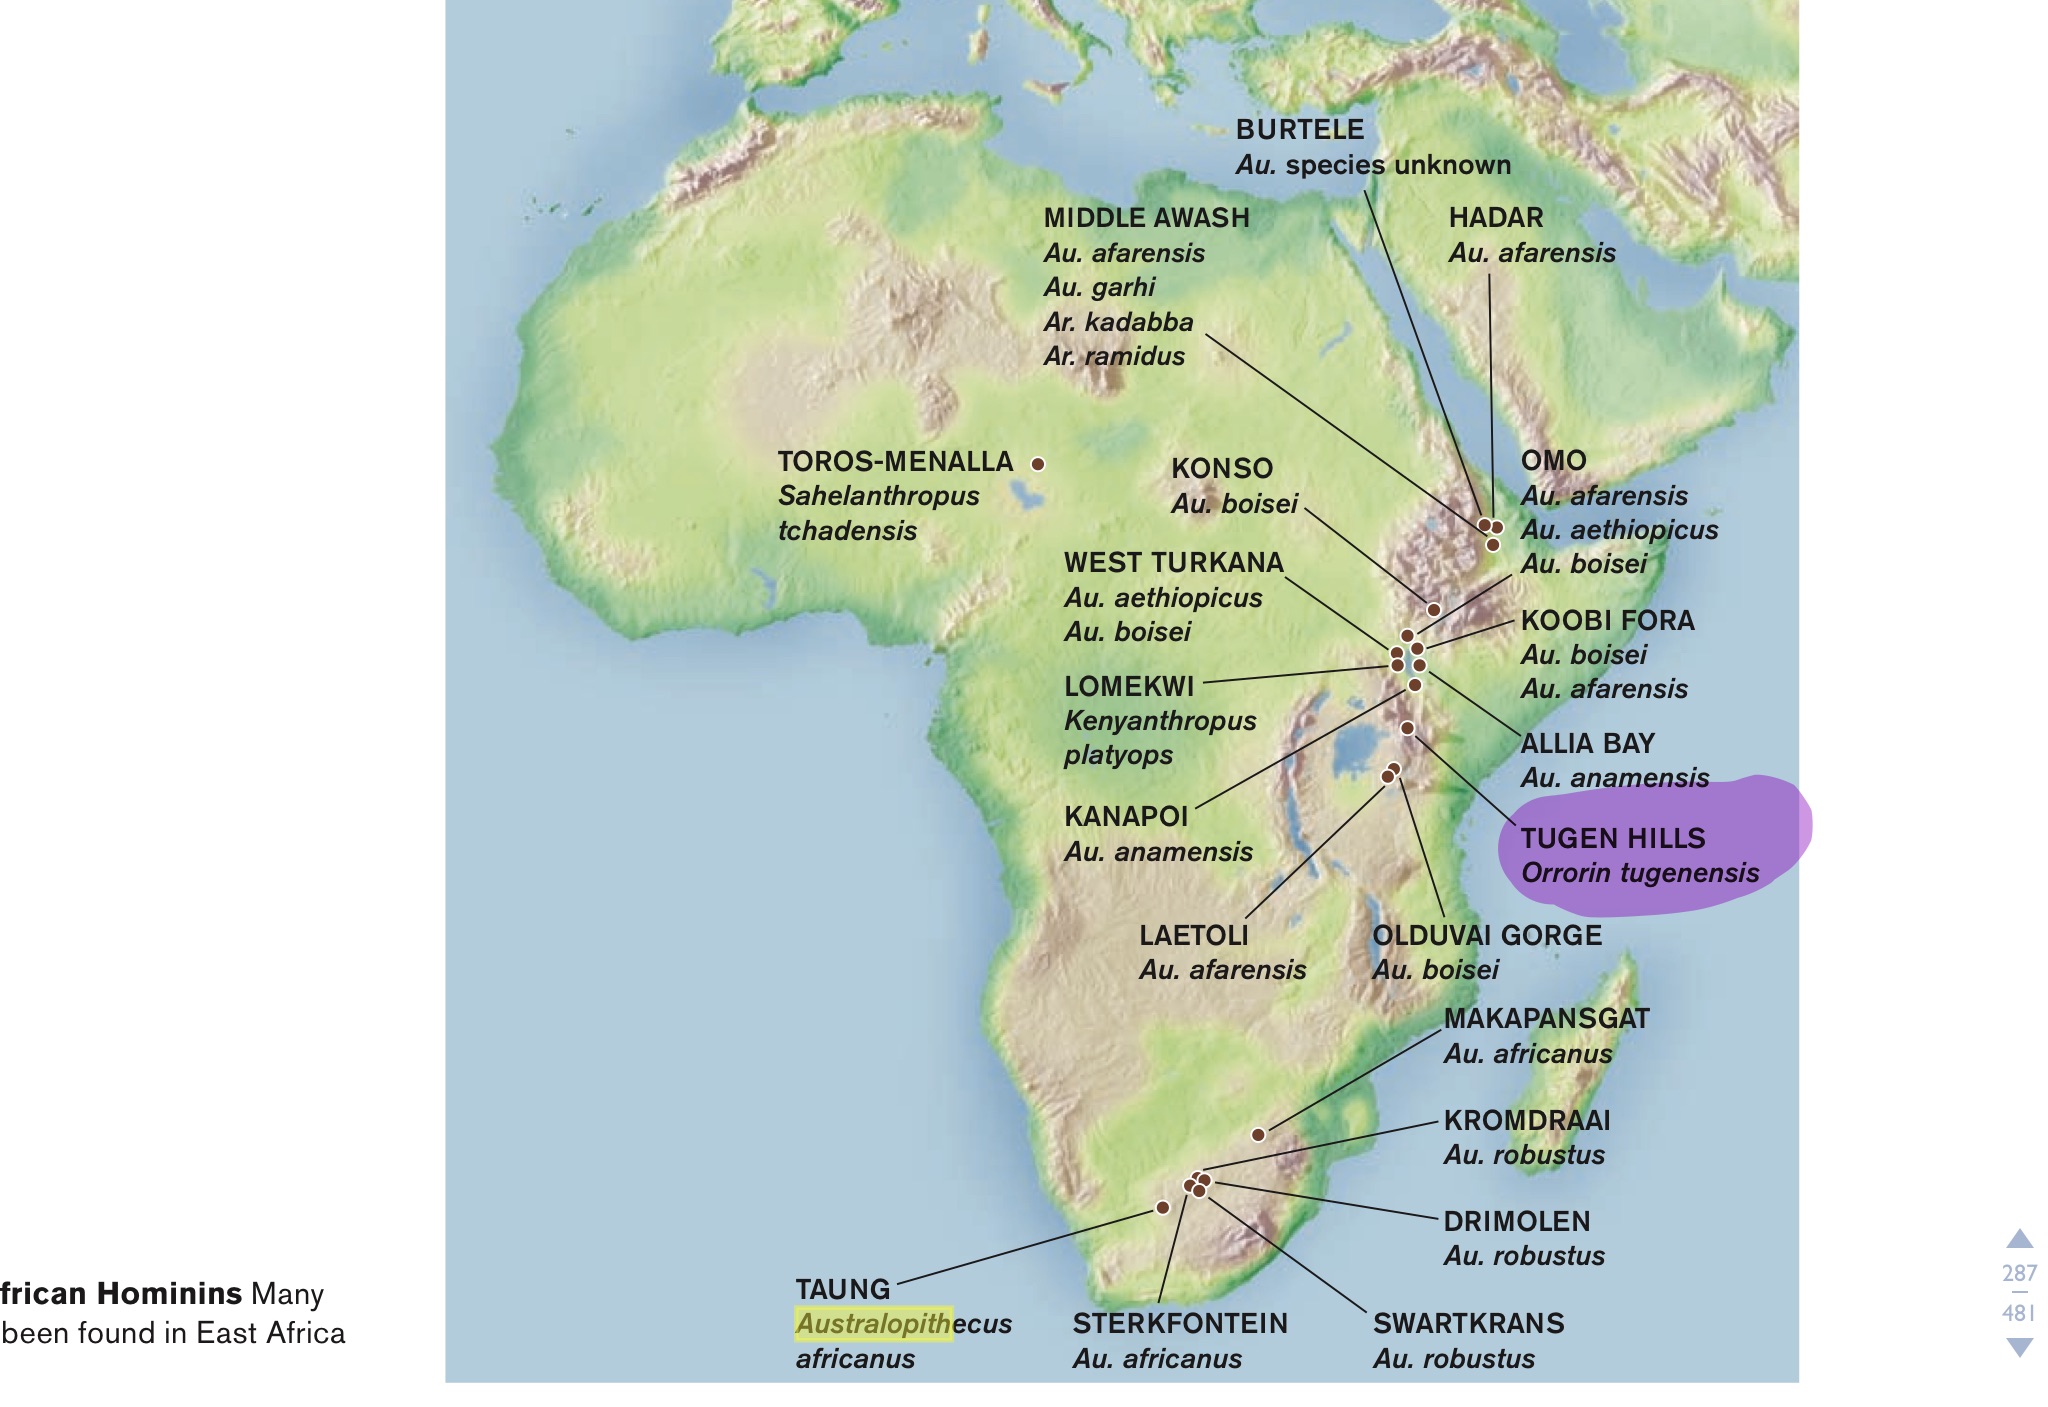 BURTELE
Au. species unknown
MIDDLE AWASH
Au. afarensis
Au. garhi
Ar. kadabba
Ar. ramidus
HADAR
Au. afarensis
TOROS-MENALLA
Sahelanthropus
tchadensis
KONSO
Au. boisei
OMO
Au. afarensis
Au. aethiopicus
Au. boisei
WEST TURKANA
Au. aethiopicus
Au. boisei
KOOBI FORA
Au. boisei
Au. afarensis
LOMEKWI
Kenyanthropus
platyops
ALLIA BAY
Au. anamensis
KANAPOI
Au. anamensis
TUGEN HILLS
Orrorin tugenensis
LAETOLI
Au. afarensis
OLDUVAI GORGE
Au. boisei
MAKAPANSGAT
Au. africanus
KROMDRAAI
Au. robustus
DRIMOLEN
Au. robustus
TAUNG
Australopithecus
africanus
STERKFONTEIN
Au. africanus
SWARTKRANS
Au. robustus
frican Hominins Many
been found in East Africa
287
481